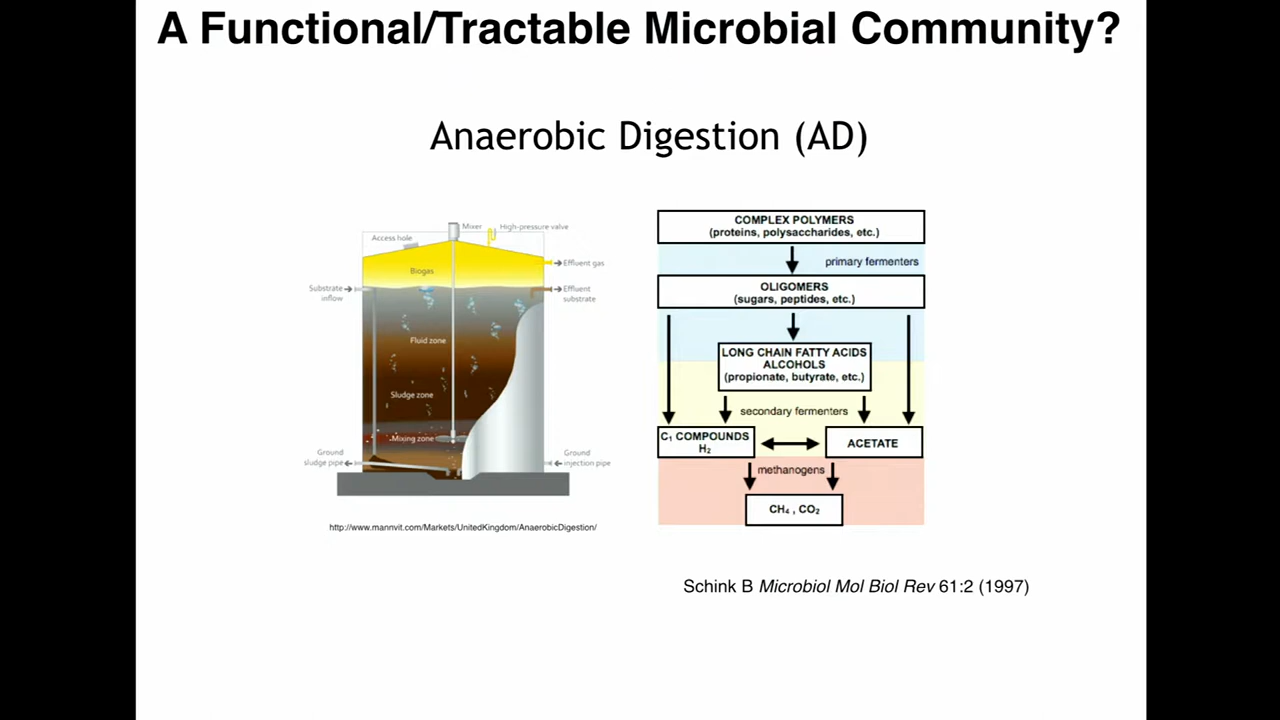 A Functional/Tractable Microbial Community?
Anaerobic Digestion (AD)
Mixer
High-pressure valve
Access hole
Effluent gas
Biogas
Substrate
inflow
Effluent
substrate
Fluid zone
Sludge zone
Mixing zone
Ground
sludge pipe
Ground
injection pipe
http://www.mannvit.com/Markets/UnitedKingdom/AnaerobicDigestion/
COMPLEX POLYMERS
(proteins, polysaccharides, etc.)
primary fermenters
OLIGOMERS
(sugars, peptides, etc.)
LONG CHAIN FATTY ACIDS
ALCOHOLS
(propionate, butyrate, etc.)
secondary fermenters
C₁ COMPOUNDS
H₂
ACETATE
methanogens
CH₄ , CO₂
Schink B Microbiol Mol Biol Rev 61:2 (1997)